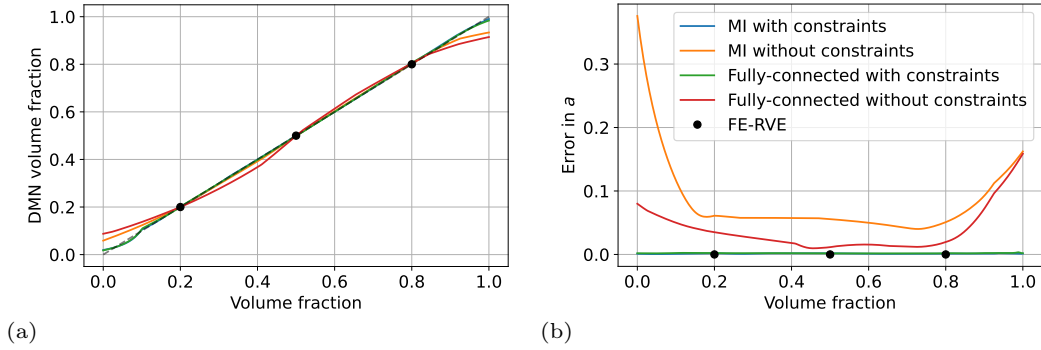 1.0
0.8
0.6
0.4
0.2
0.0
DMN volume fraction
0.0 0.2 0.4 0.6 0.8 1.0
Volume fraction
(a)
0.3
0.2
0.1
0.0
Error in a
MI with constraints
MI without constraints
Fully-connected with constraints
Fully-connected without constraints
FE-RVE
0.0 0.2 0.4 0.6 0.8 1.0
Volume fraction
(b)